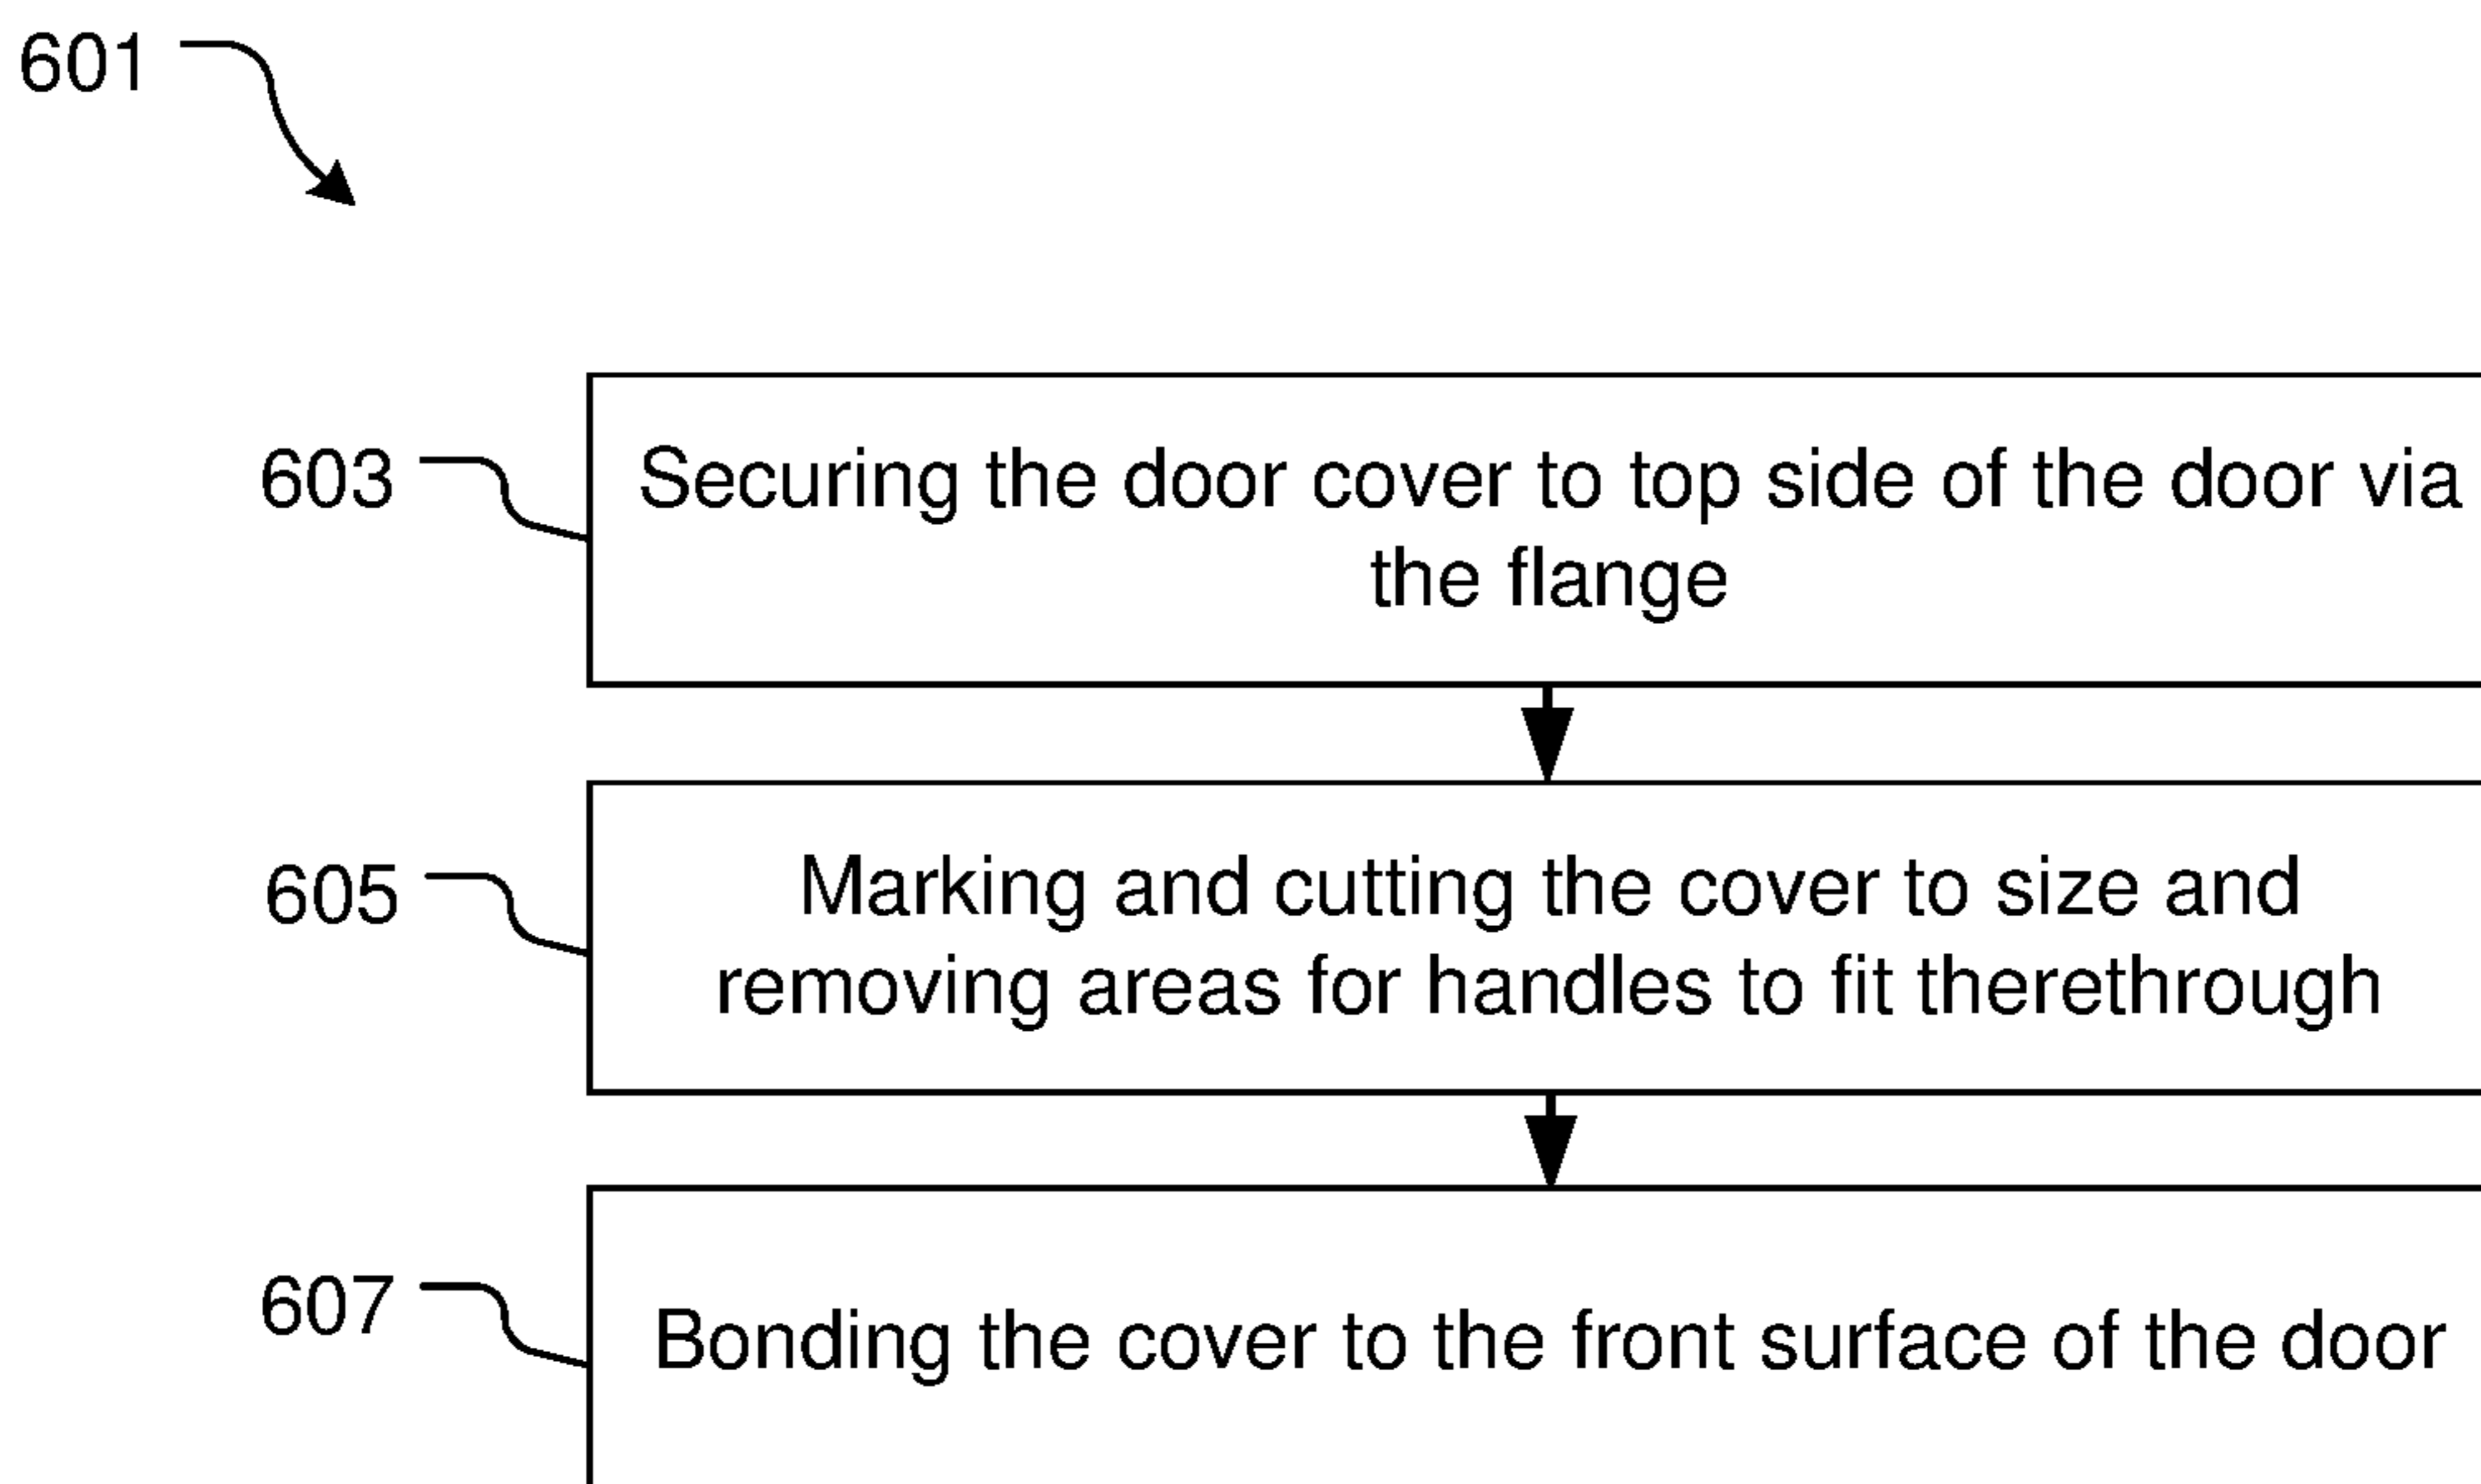 601
603
Securing the door cover to top side of the door via
the flange
605
Marking and cutting the cover to size and
removing areas for handles to fit therethrough
607
Bonding the cover to the front surface of the door